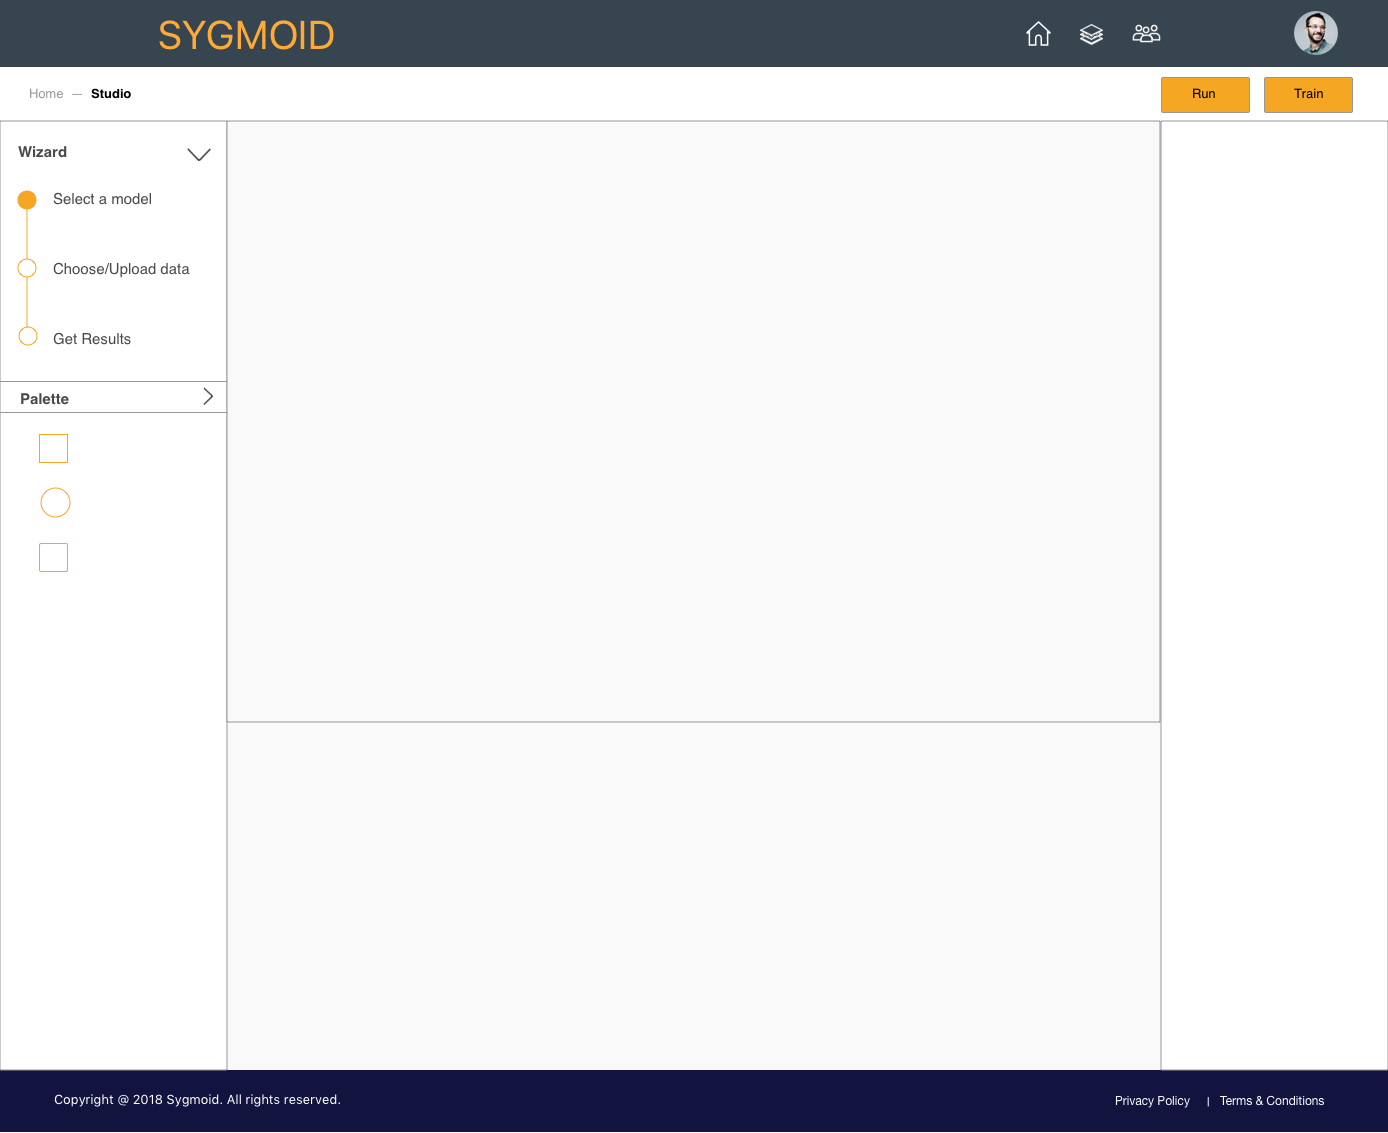 SYGMOID
Home — Studio
Run
Train
Wizard
Select a model
Choose/Upload data
Get Results
Palette
Copyright @ 2018 Sygmoid. All rights reserved.
Privacy Policy | Terms & Conditions